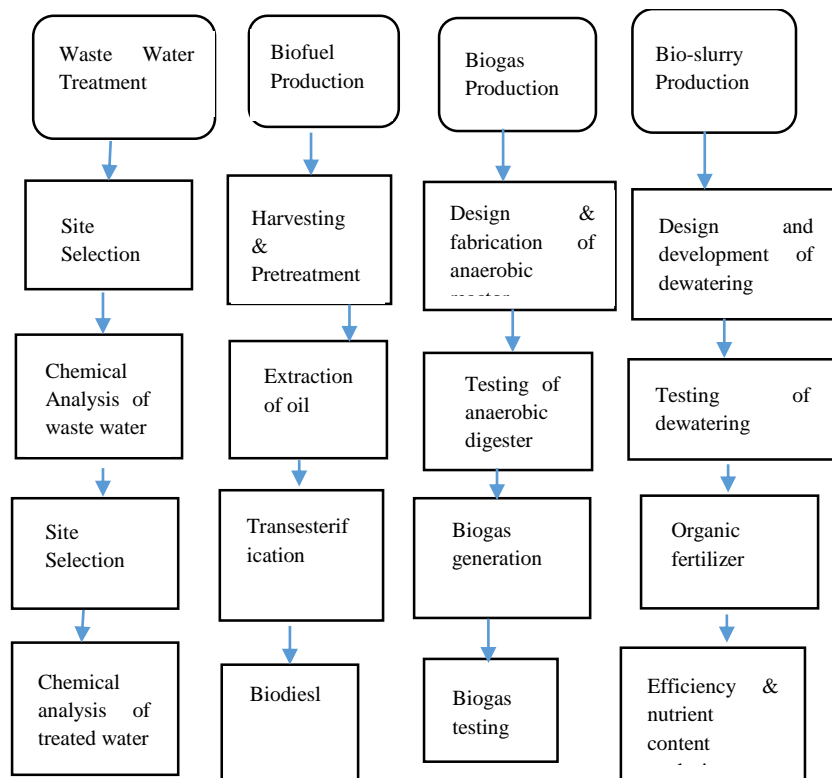 Waste Water
Treatment
Biofuel
Production
Biogas
Production
Bio-slurry
Production
Site
Selection
Harvesting
&
Pretreatment
Design &
fabrication of
anaerobic
Design and
development of
dewatering
Chemical
Analysis of
waste water
Extraction
of oil
Testing of
anaerobic
digester
Testing of
dewatering
Site
Selection
Transesterif
ication
Biogas
generation
Organic
fertilizer
Chemical
analysis of
treated water
Biodiesl
Biogas
testing
Efficiency &
nutrient
content